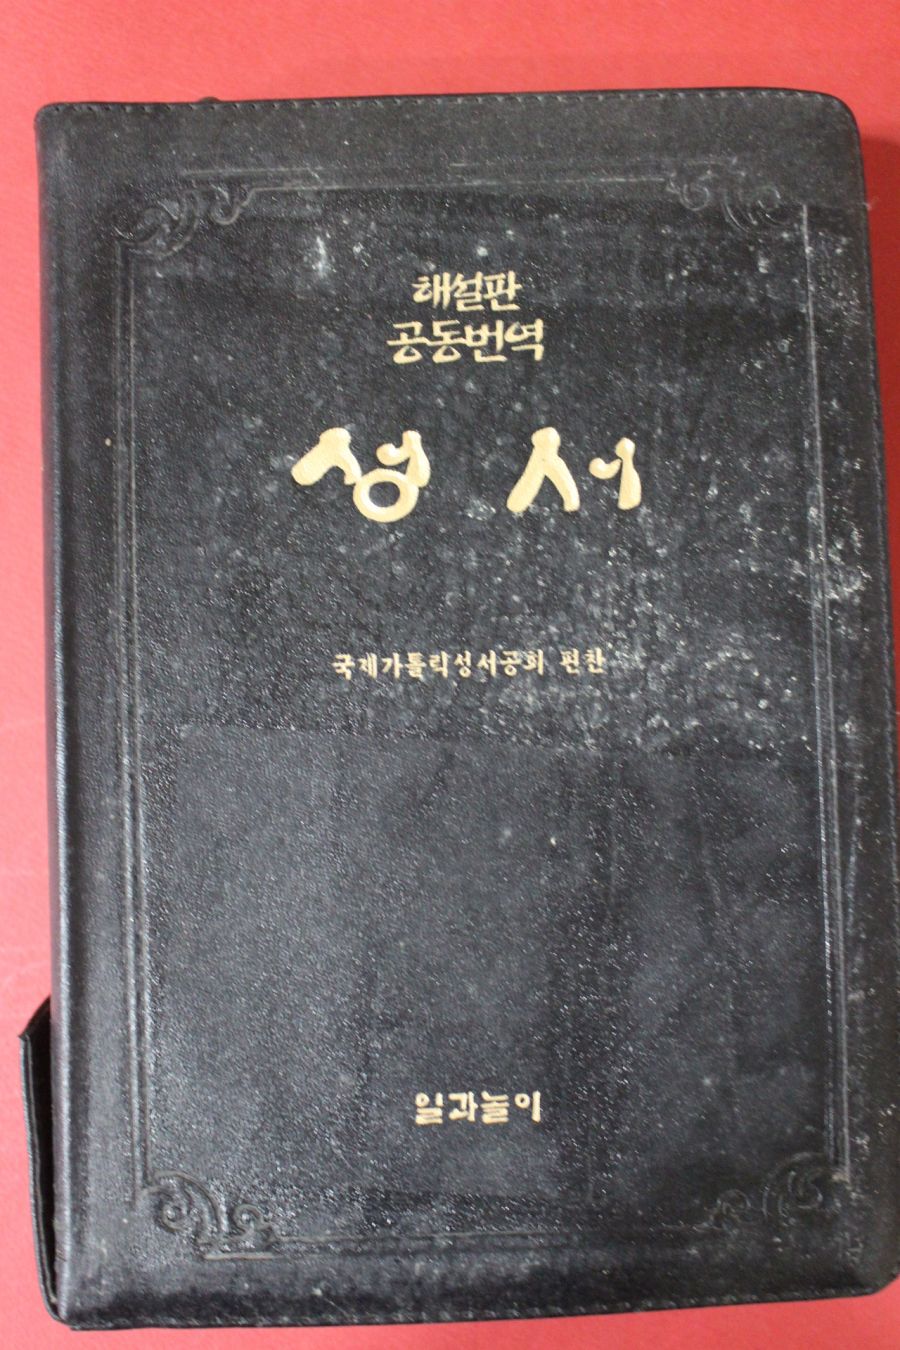 해설판
공동번역
성서
국제가톨릭성서공회 편찬
일과놀이